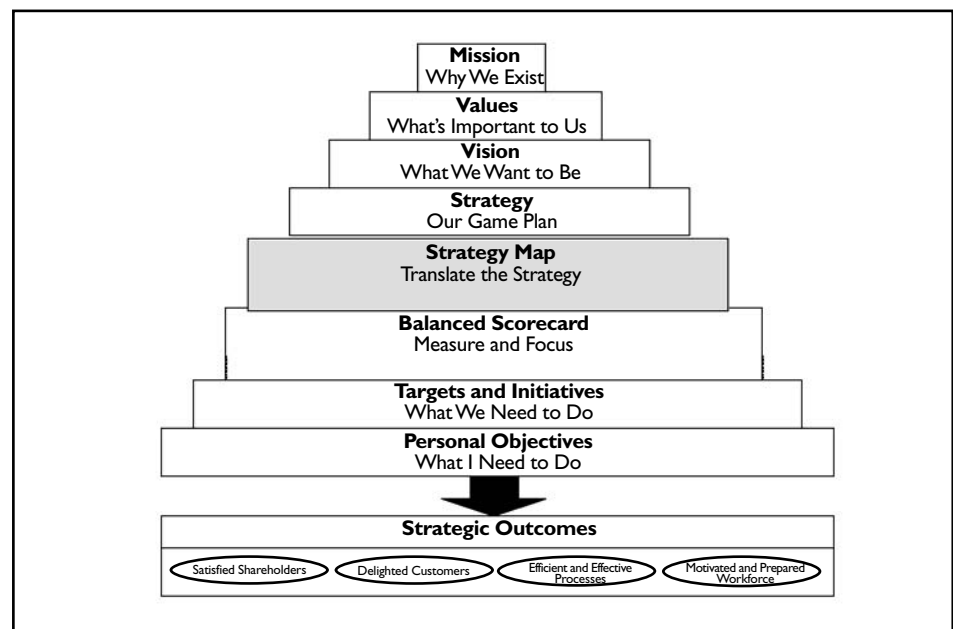 Mission
Why We Exist
Values
What's Important to Us
Vision
What We Want to Be
Strategy
Our Game Plan
Strategy Map
Translate the Strategy
Balanced Scorecard
Measure and Focus
Targets and Initiatives
What We Need to Do
Personal Objectives
What I Need to Do
Strategic Outcomes
Satisfied Shareholders
Delighted Customers
Efficient and Effective
Processes
Motivated and Prepared
Workforce